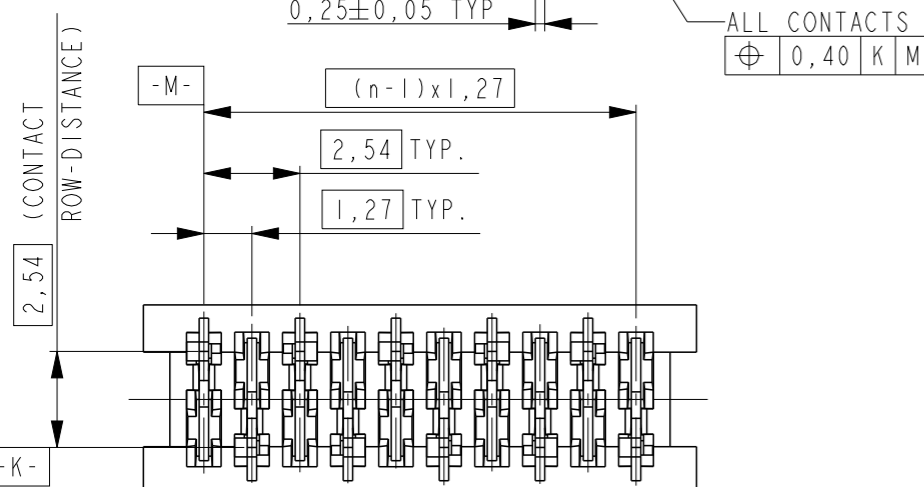 0,25±0,05 TYP
ALL CONTACTS
⌖ 0,40 K M
-M-
(n-1)x1,27
2,54 TYP.
1,27 TYP.
2,54 (CONTACT
ROW-DISTANCE)
-K-